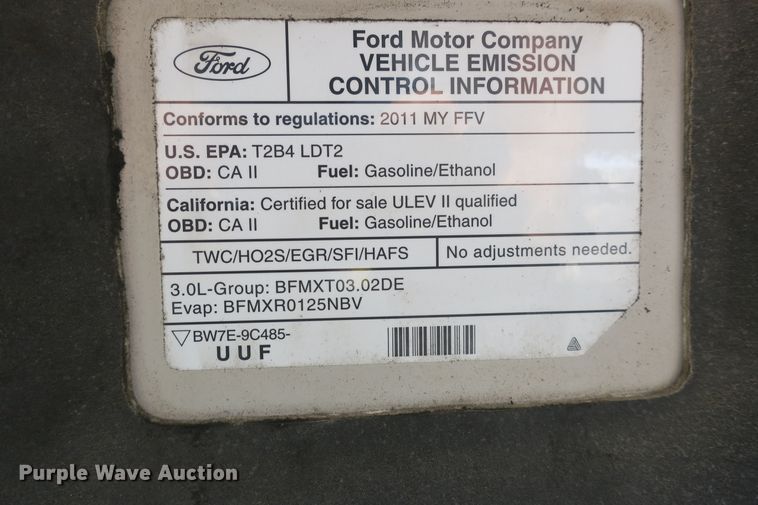 Ford
Ford Motor Company
VEHICLE EMISSION
CONTROL INFORMATION
Conforms to regulations: 2011 MY FFV
U.S. EPA: T2B4 LDT2
OBD: CA II Fuel: Gasoline/Ethanol
California: Certified for sale ULEV II qualified
OBD: CA II Fuel: Gasoline/Ethanol
TWC/HO2S/EGR/SFI/HAFS
No adjustments needed.
3.0L-Group: BFMXT03.02DE
Evap: BFMXR0125NBV
BW7E-9C485-
UUF
Purple Wave Auction